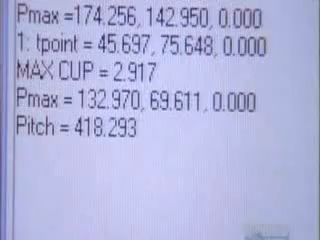 Pmax =174.256, 142.950, 0.000
1: tpoint = 45.697, 75.648, 0.000
MAX CUP = 2.917
Pmax = 132.970, 69.611, 0.000
Pitch = 418.293